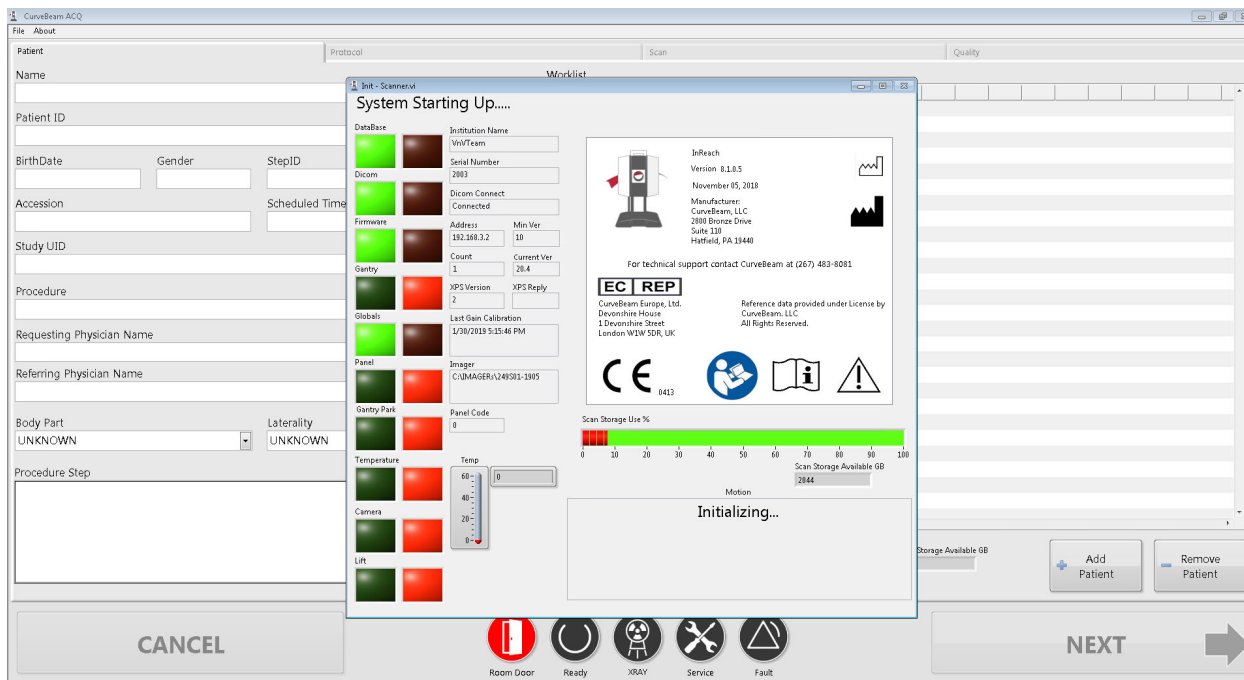 CurveBeam ACQ
File About
Patient
Protocol
Scan
Quality
Name
Worklist
Patient ID
BirthDate
Gender
StepID
Accession
Scheduled Time
Study UID
Procedure
Requesting Physician Name
Referring Physician Name
Body Part
Laterality
UNKNOWN
UNKNOWN
Procedure Step
Init - Scanner.vi
System Starting Up.....
DataBase
Dicom
Firmware
Gantry
Globals
Panel
Gantry Park
Temperature
Camera
Lift
Institution Name
VnVTeam
Serial Number
2003
Dicom Connect
Connected
Address
Min Ver
192.168.3.2
10
Count
Current Ver
1
20.4
XPS Version
XPS Reply
2
Last Gain Calibration
1/30/2019 5:15:46 PM
Imager
C:\IMAGERs\249S01-1905
Panel Code
0
Temp
60
40
20
0
0
InReach
Version 8.1.0.5
November 05, 2018
Manufacturer:
CurveBeam, LLC
2800 Bronze Drive
Suite 110
Hatfield, PA 19440
For technical support contact CurveBeam at (267) 483-8081
EC REP
CurveBeam Europe, Ltd.
Devonshire House
1 Devonshire Street
London W1W 5DR, UK
Reference data provided under License by
CurveBeam. LLC
All Rights Reserved.
CE 0413
i
Scan Storage Use %
0 10 20 30 40 50 60 70 80 90 100
Scan Storage Available GB
2844
Motion
Initializing...
Storage Available GB
Add
Patient
Remove
Patient
CANCEL
Room Door
Ready
XRAY
Service
Fault
NEXT